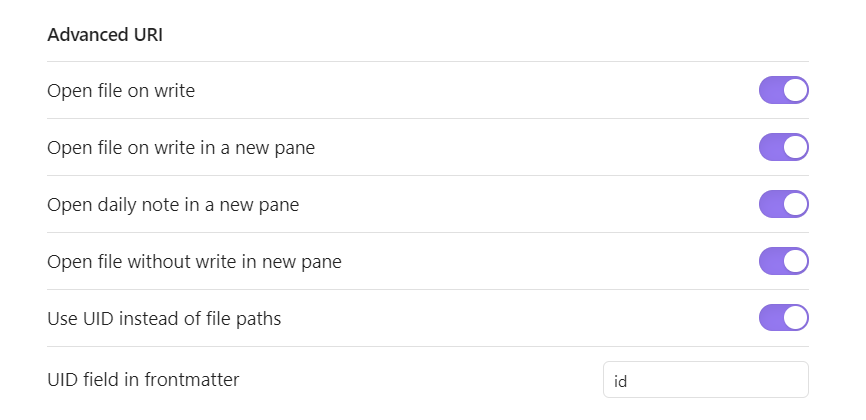 Advanced URI
Open file on write
Open file on write in a new pane
Open daily note in a new pane
Open file without write in new pane
Use UID instead of file paths
UID field in frontmatter
id